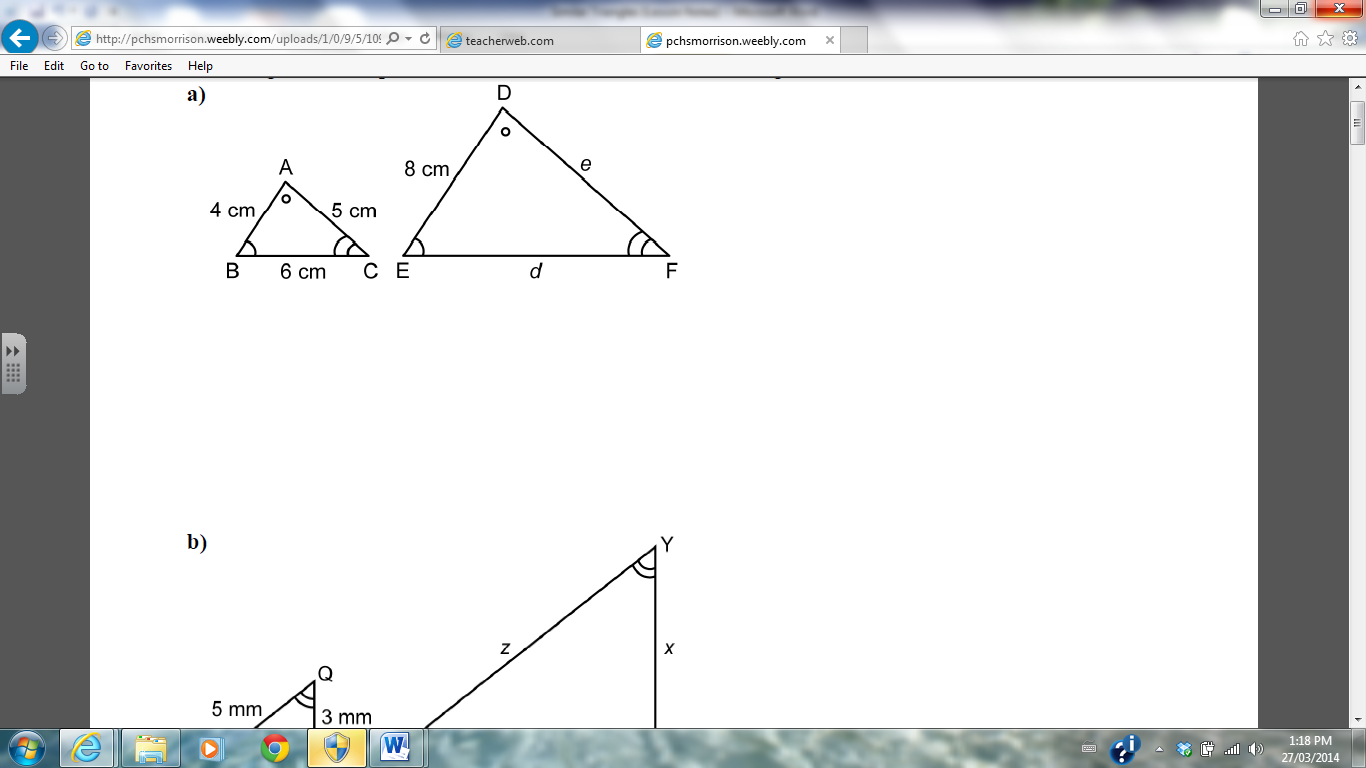 http://pchsmorrison.weebly.com/uploads/1/0/9/5/109
teacherweb.com
pchsmorrison.weebly.com
File Edit Go to Favorites Help
a)
D
8 cm
e
A
4 cm
5 cm
B
6 cm
C
E
d
F
b)
Y
z
x
Q
5 mm
3 mm
1:18 PM
27/03/2014